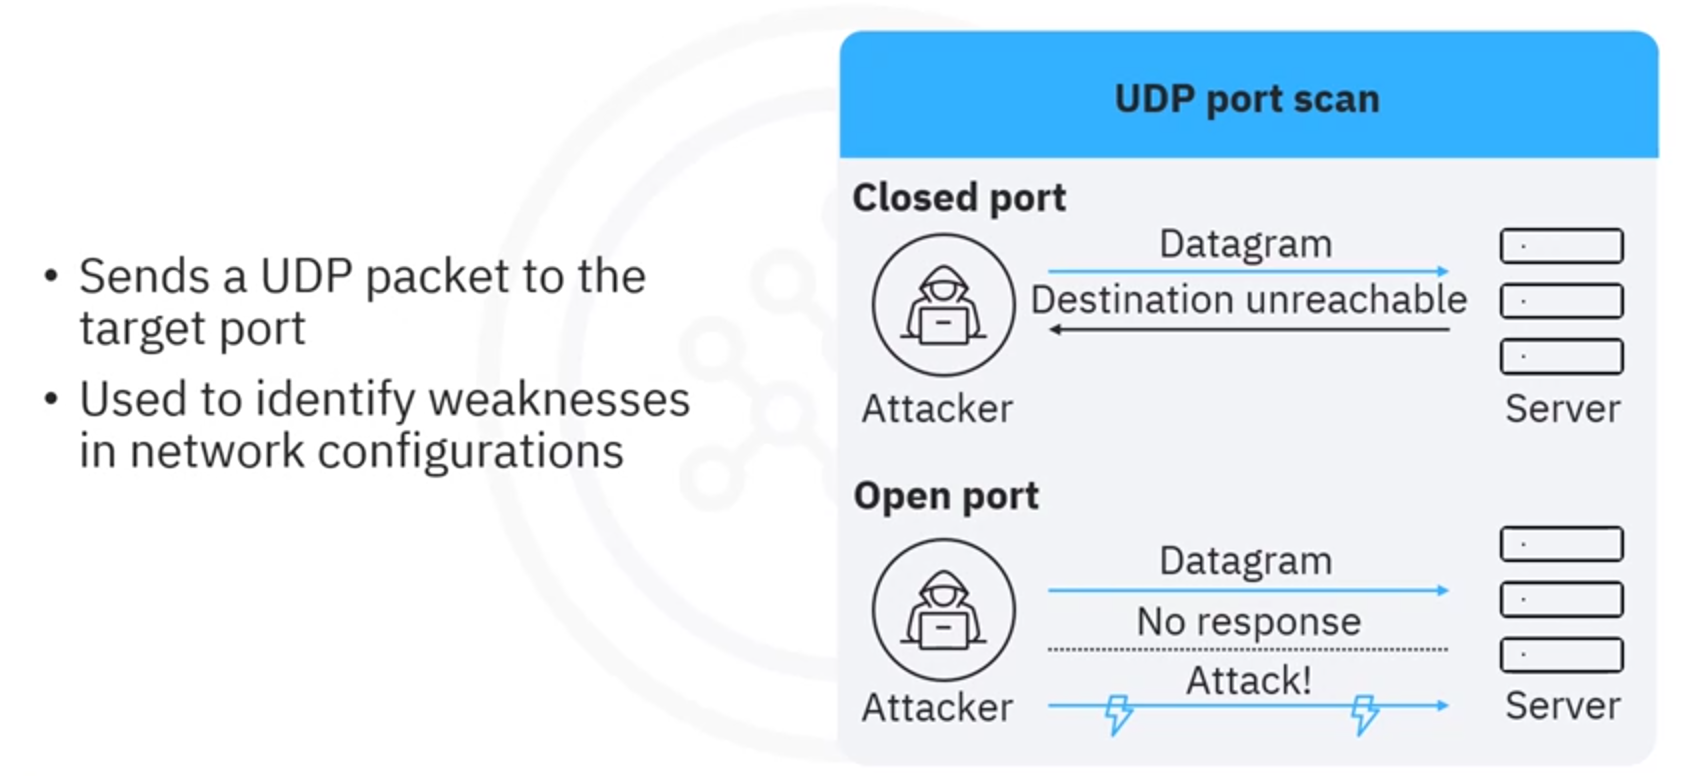 • Sends a UDP packet to the
target port
• Used to identify weaknesses
in network configurations
UDP port scan
Closed port
Datagram
Destination unreachable
Attacker
Server
Open port
Datagram
No response
Attack!
Attacker
Server